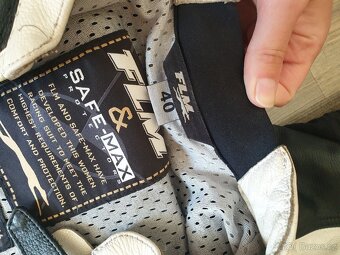 FLM
&
SAFE-MAX
PROTECTOR
FLM AND SAFE-MAX HAVE
DEVELOPED THIS WOMEN
RACING SUIT TO MEET THE
HIGHEST REQUIREMENTS OF
COMFORT AND PROTECTION.
FLM
40